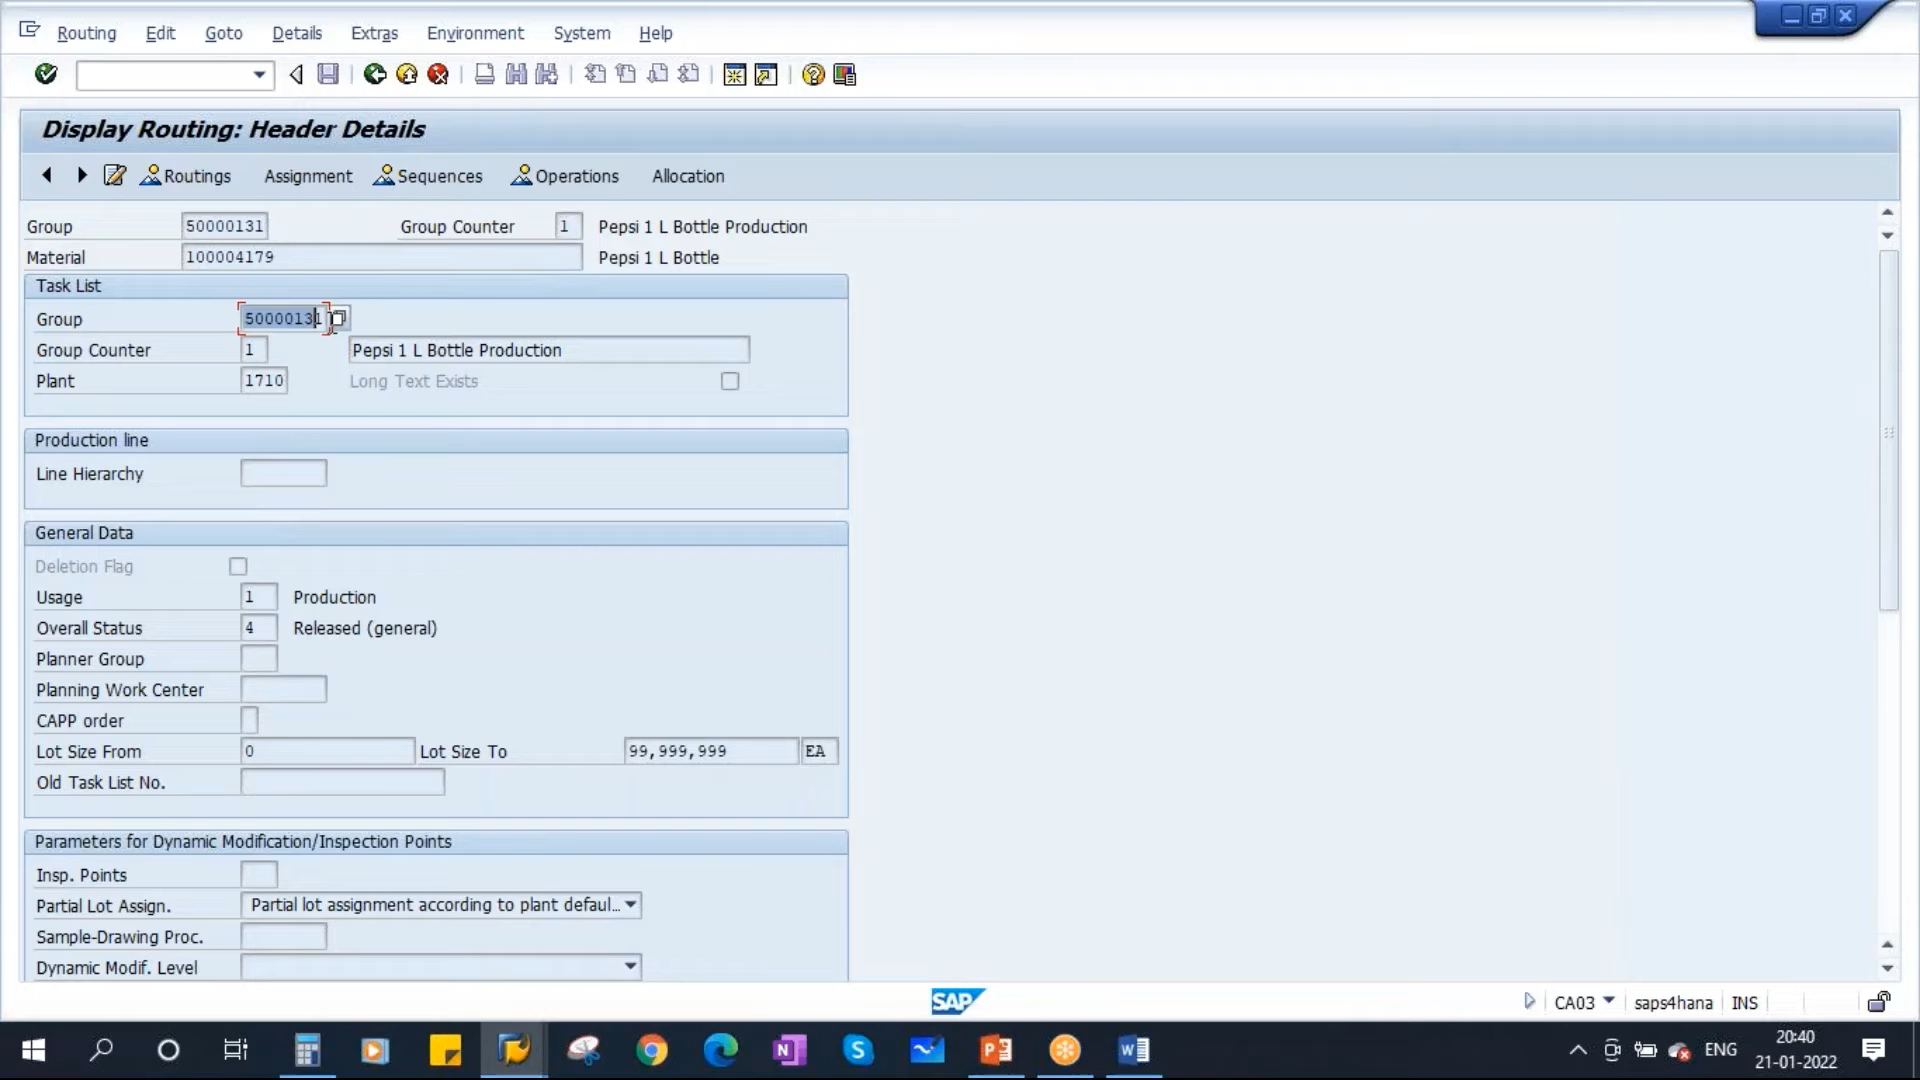 Routing Edit Goto Details Extras Environment System Help
Display Routing: Header Details
Routings Assignment Sequences Operations Allocation
Group 50000131 Group Counter 1 Pepsi 1 L Bottle Production
Material 100004179 Pepsi 1 L Bottle
Task List
Group 50000131
Group Counter 1 Pepsi 1 L Bottle Production
Plant 1710 Long Text Exists
Production line
Line Hierarchy
General Data
Deletion Flag
Usage 1 Production
Overall Status 4 Released (general)
Planner Group
Planning Work Center
CAPP order
Lot Size From 0 Lot Size To 99,999,999 EA
Old Task List No.
Parameters for Dynamic Modification/Inspection Points
Insp. Points
Partial Lot Assign. Partial lot assignment according to plant defaul...
Sample-Drawing Proc.
Dynamic Modif. Level
SAP CA03 saps4hana INS
ENG 20:40
21-01-2022